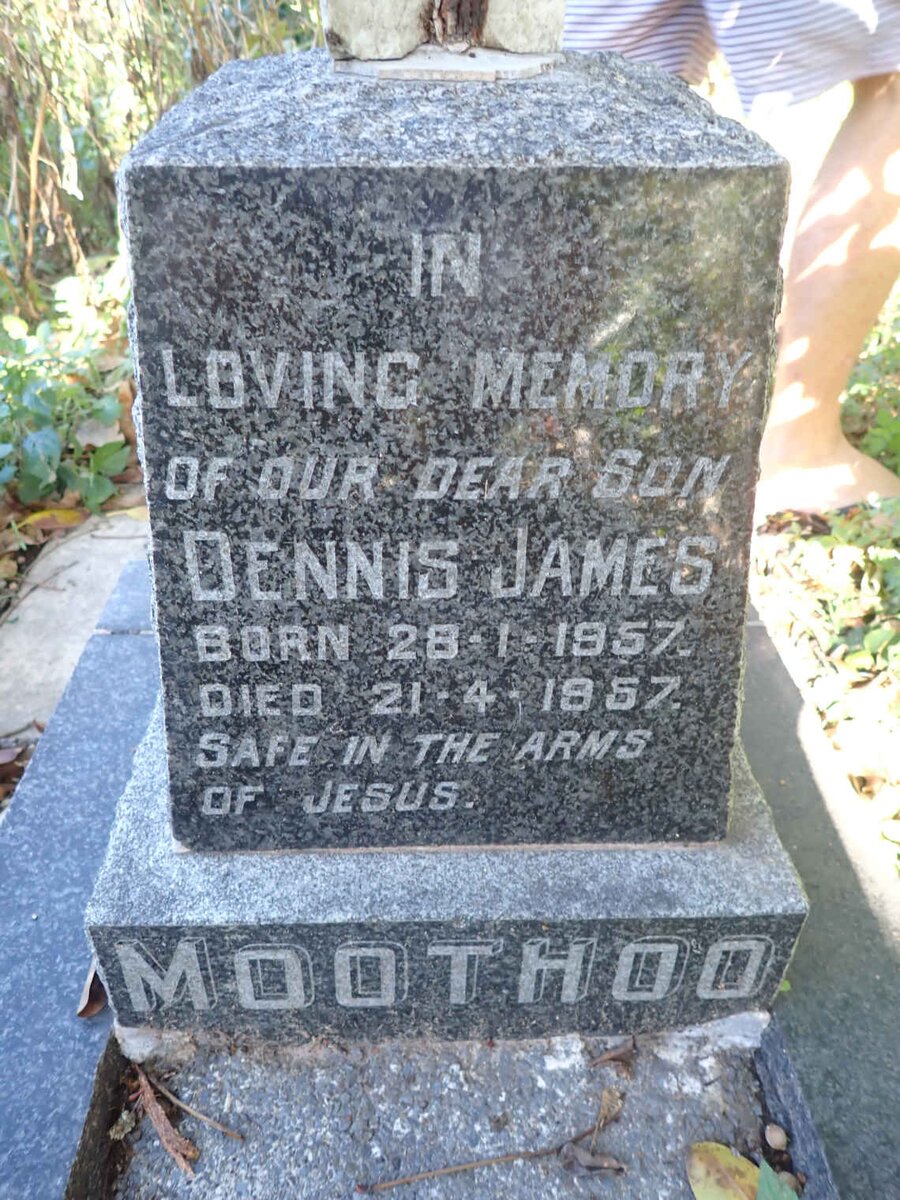 IN
LOVING MEMORY
OF OUR DEAR SON
DENNIS JAMES
BORN 28-1-1957.
DIED 21-4-1957.
SAFE IN THE ARMS
OF JESUS.
MOOTHOO